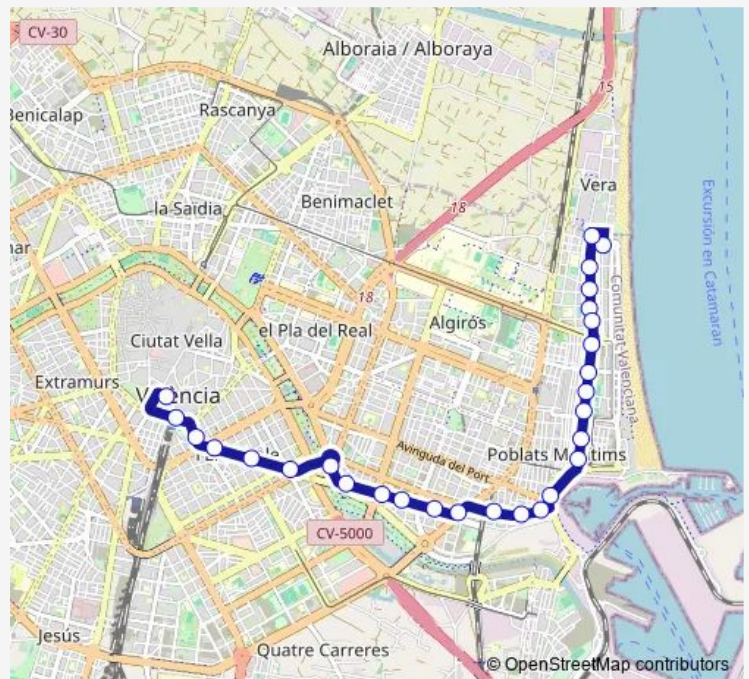 CV-30
Alboraia / Alboraya
15
Benicalap
Rascanya
Vera
Benimaclet
18
la Saïdia
Excursión en Catamaran
nar
18
el Pla del Real
Algirós
Ciutat Vella
Comunitat Valenciana
Extramurs
València
Avinguda del Port
Poblats Marítims
CV-5000
Jesús
Quatre Carreres
© OpenStreetMap contributors